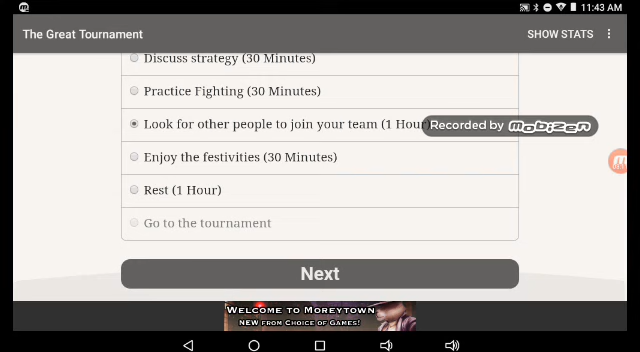 11:43 AM
The Great Tournament
SHOW STATS
Discuss strategy (30 Minutes)
Practice Fighting (30 Minutes)
Look for other people to join your team (1 Hour)
Recorded by mobizen
Enjoy the festivities (30 Minutes)
Rest (1 Hour)
Go to the tournament
Next
WELCOME TO MOREYTOWN
NEW FROM CHOICE OF GAMES!